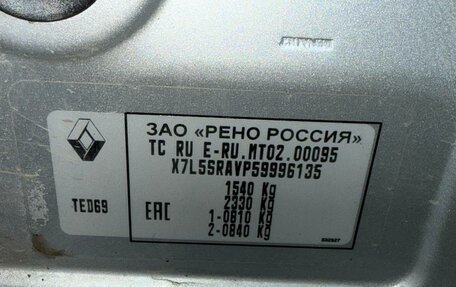 ЗАО «РЕНО РОССИЯ»
TC RU E-RU.MT02.00095
X7L5SRAVP59996135
1540 Kg
2330 Kg
1-0810 Kg
2-0840 Kg
TED69
EAC